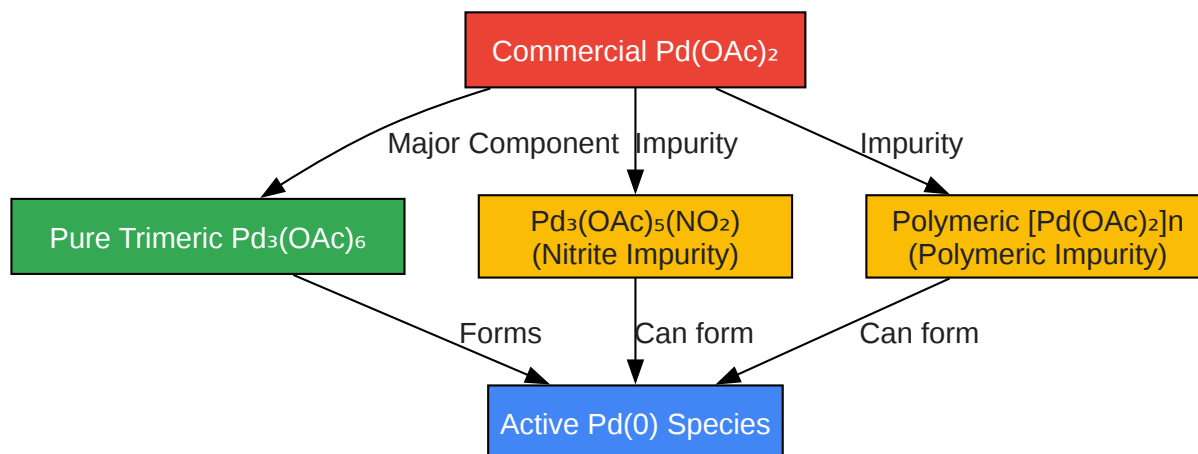 Commercial Pd(OAc)₂
Major Component
Impurity
Impurity
Pure Trimeric Pd₃(OAc)₆
Pd₃(OAc)₅(NO₂)
(Nitrite Impurity)
Polymeric [Pd(OAc)₂]n
(Polymeric Impurity)
Forms
Can form
Can form
Active Pd(0) Species